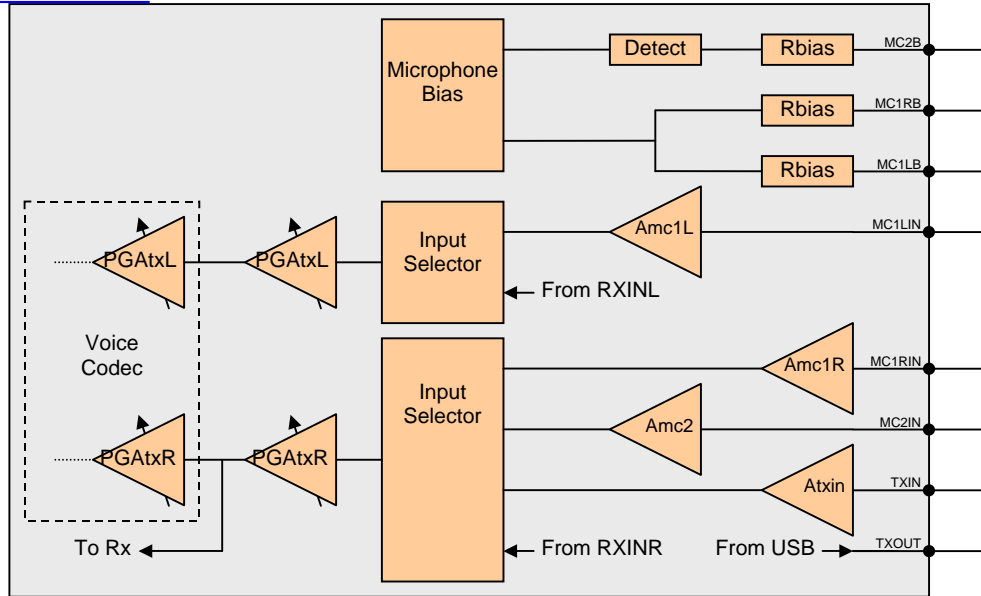 Microphone
Bias
Detect
Rbias
MC2B
Rbias
MC1RB
Rbias
MC1LB
PGAtxL
PGAtxL
Input
Selector
Amc1L
MC1LIN
From RXINL
Voice
Codec
Input
Selector
Amc1R
MC1RIN
Amc2
MC2IN
PGAtxR
PGAtxR
Atxin
TXIN
To Rx
From RXINR
From USB
TXOUT